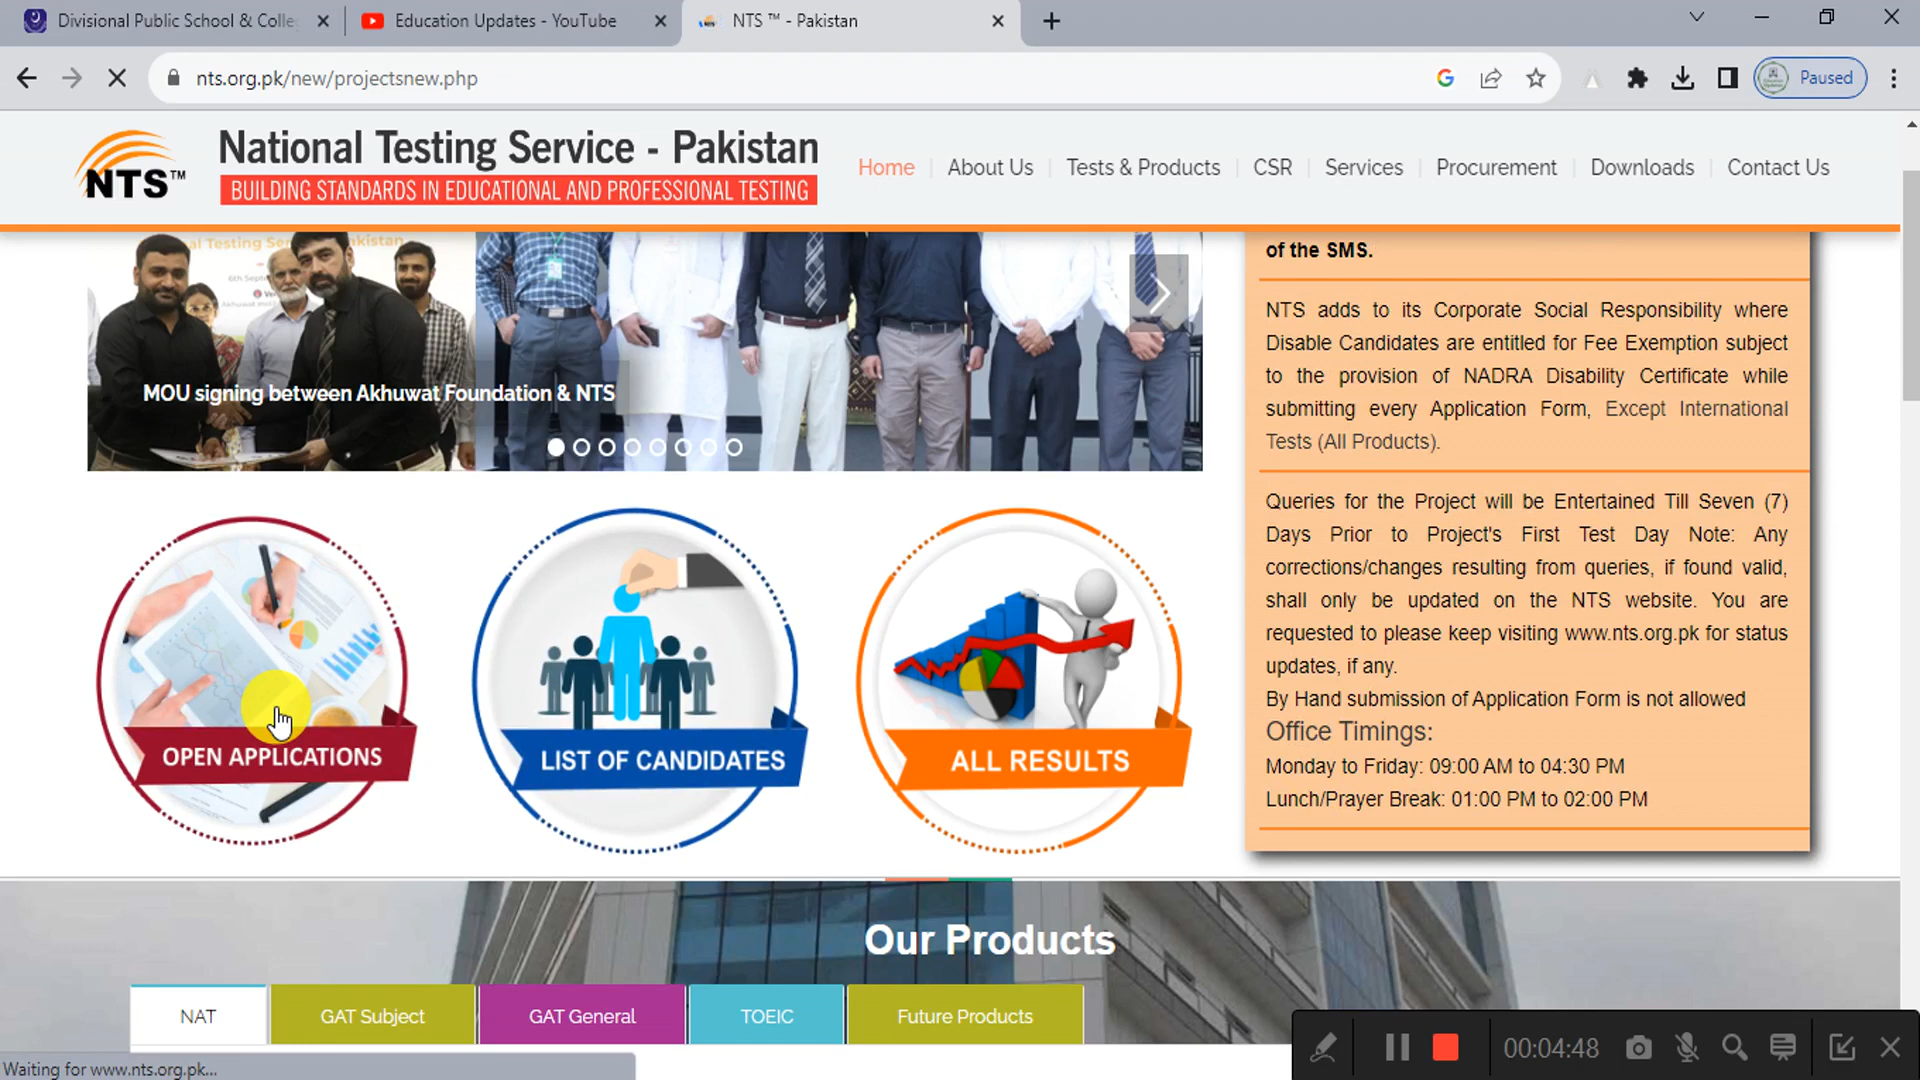 Divisional Public School & Colle
Education Updates - YouTube
NTS ™ - Pakistan
nts.org.pk/new/projectsnew.php
Paused
NTS™
National Testing Service - Pakistan
BUILDING STANDARDS IN EDUCATIONAL AND PROFESSIONAL TESTING
Home
About Us
Tests & Products
CSR
Services
Procurement
Downloads
Contact Us
MOU signing between Akhuwat Foundation & NTS
of the SMS.
NTS adds to its Corporate Social Responsibility where
Disable Candidates are entitled for Fee Exemption subject
to the provision of NADRA Disability Certificate while
submitting every Application Form, Except International
Tests (All Products).
Queries for the Project will be Entertained Till Seven (7)
Days Prior to Project's First Test Day Note: Any
corrections/changes resulting from queries, if found valid,
shall only be updated on the NTS website. You are
requested to please keep visiting www.nts.org.pk for status
updates, if any.
By Hand submission of Application Form is not allowed
Office Timings:
Monday to Friday: 09:00 AM to 04:30 PM
Lunch/Prayer Break: 01:00 PM to 02:00 PM
OPEN APPLICATIONS
LIST OF CANDIDATES
ALL RESULTS
Our Products
NAT
GAT Subject
GAT General
TOEIC
Future Products
00:04:48
Waiting for www.nts.org.pk...